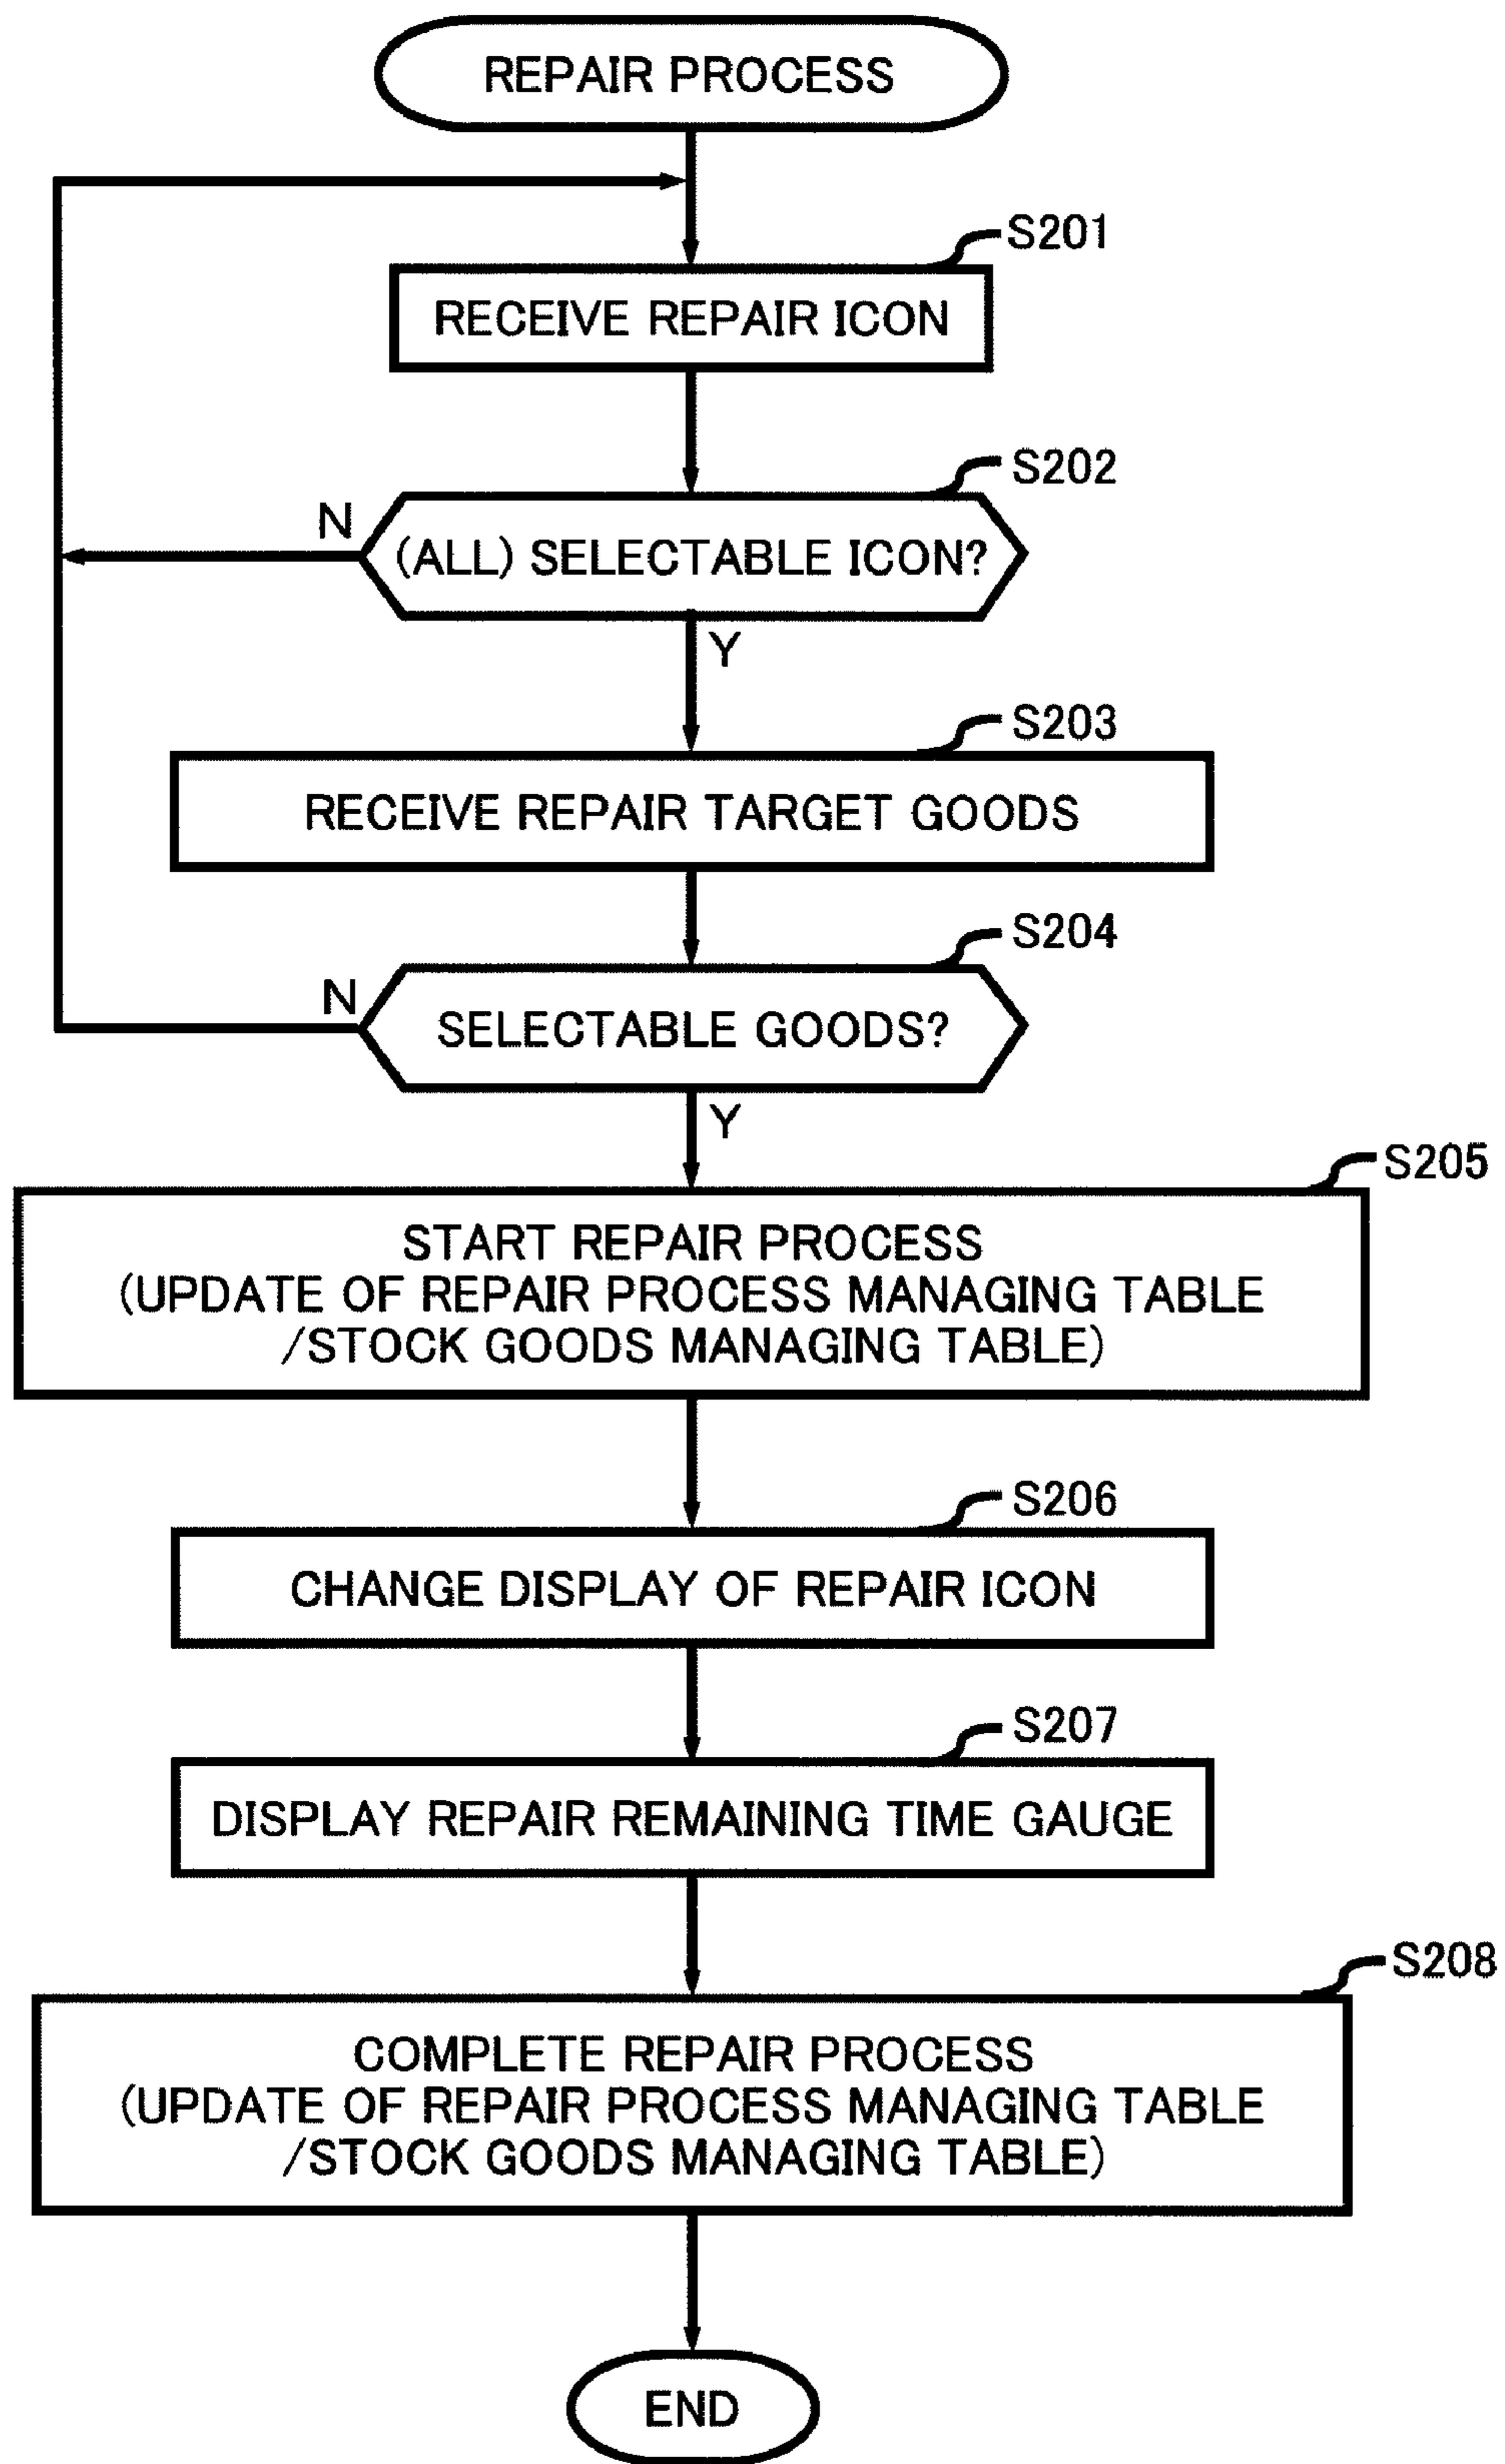 REPAIR PROCESS
S201
RECEIVE REPAIR ICON
S202
N
(ALL) SELECTABLE ICON?
Y
S203
RECEIVE REPAIR TARGET GOODS
S204
N
SELECTABLE GOODS?
Y
S205
START REPAIR PROCESS
(UPDATE OF REPAIR PROCESS MANAGING TABLE
/STOCK GOODS MANAGING TABLE)
S206
CHANGE DISPLAY OF REPAIR ICON
S207
DISPLAY REPAIR REMAINING TIME GAUGE
S208
COMPLETE REPAIR PROCESS
(UPDATE OF REPAIR PROCESS MANAGING TABLE
/STOCK GOODS MANAGING TABLE)
END